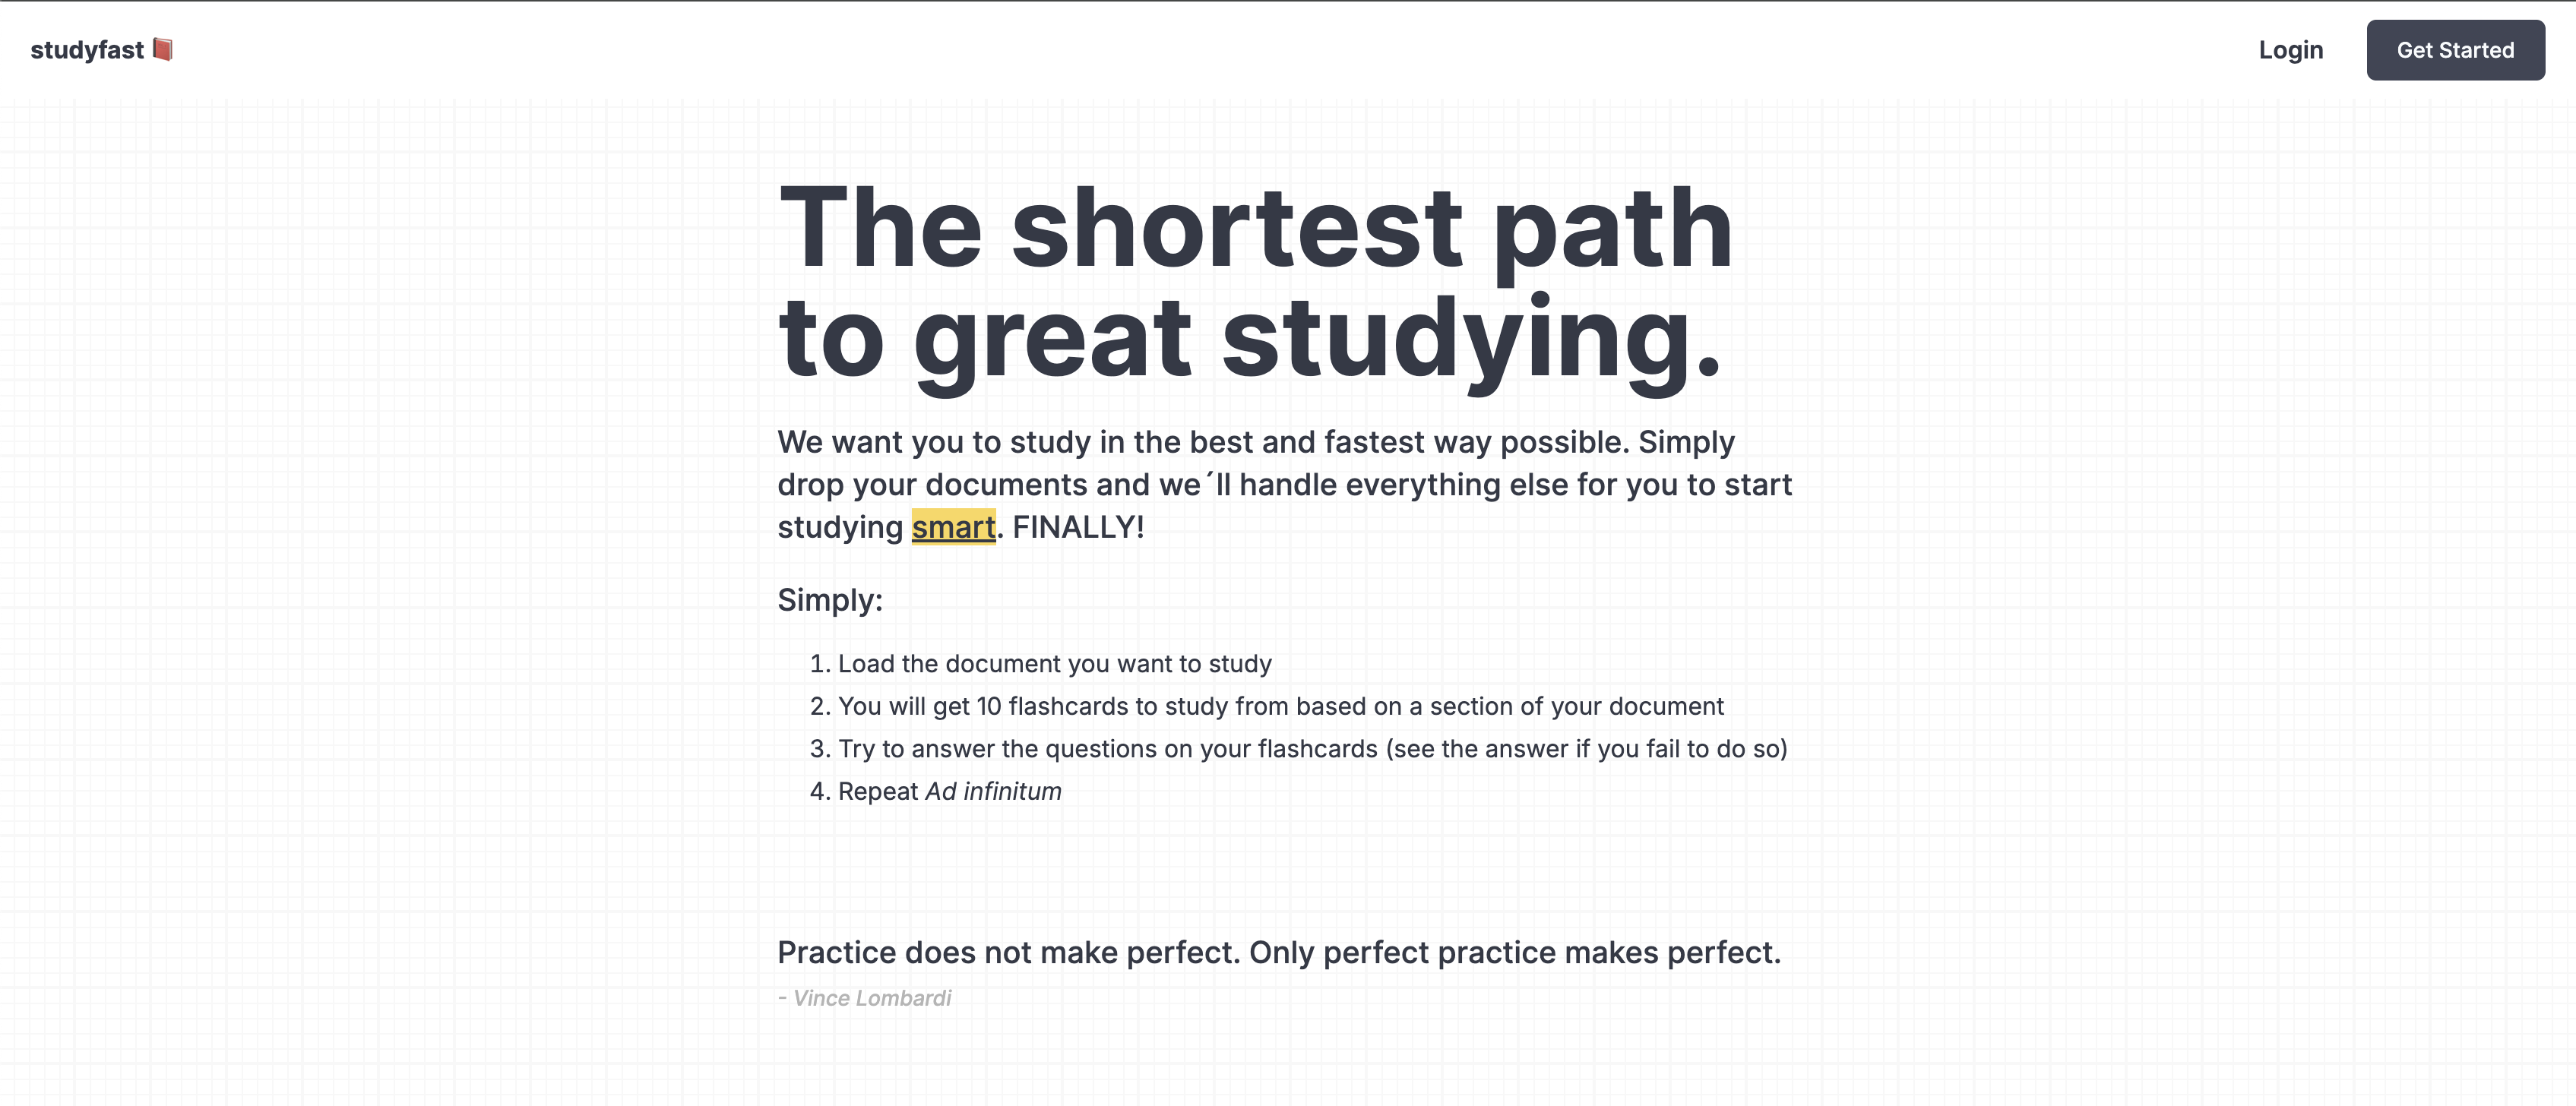 studyfast
Login
Get Started
The shortest path
to great studying.
We want you to study in the best and fastest way possible. Simply
drop your documents and we´ll handle everything else for you to start
studying smart. FINALLY!
Simply:
1. Load the document you want to study
2. You will get 10 flashcards to study from based on a section of your document
3. Try to answer the questions on your flashcards (see the answer if you fail to do so)
4. Repeat Ad infinitum
Practice does not make perfect. Only perfect practice makes perfect.
- Vince Lombardi